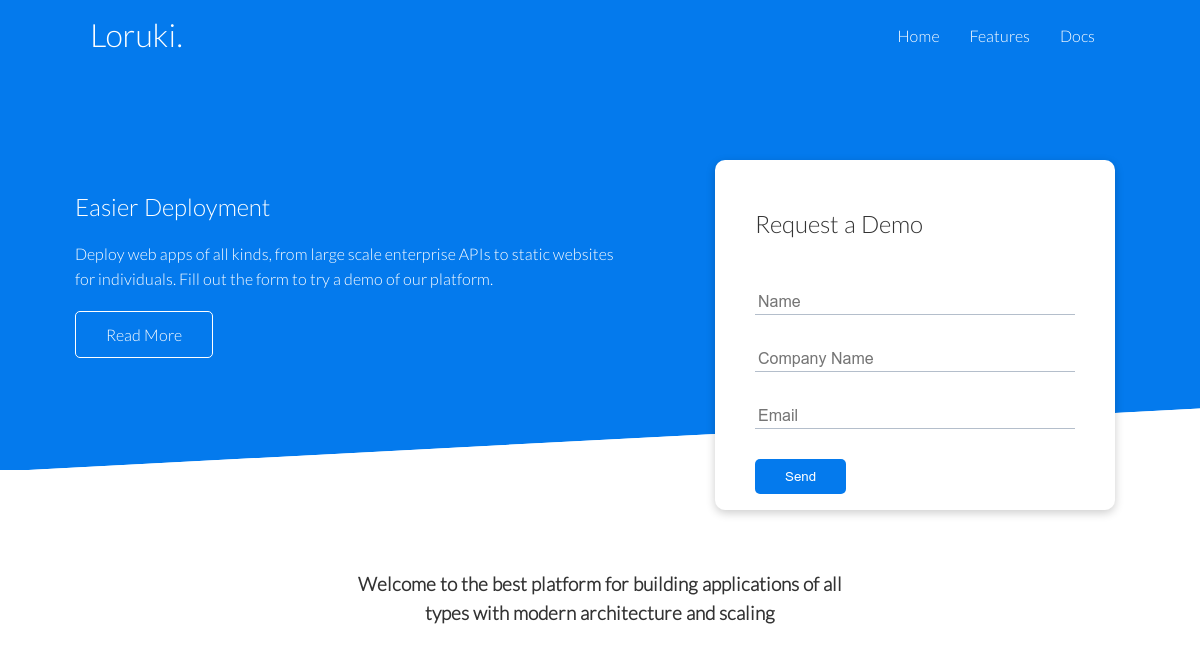 Loruki.
Home
Features
Docs
Easier Deployment
Deploy web apps of all kinds, from large scale enterprise APIs to static websites
for individuals. Fill out the form to try a demo of our platform.
Read More
Request a Demo
Name
Company Name
Email
Send
Welcome to the best platform for building applications of all
types with modern architecture and scaling